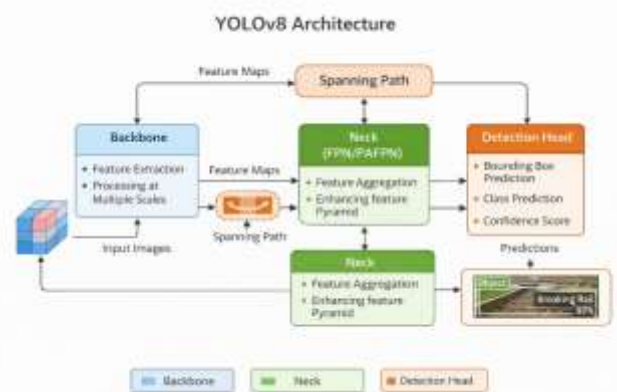 YOLOv8 Architecture
Feature Maps
Spanning Path
Backbone
• Feature Extraction
• Processing at
Multiple Scales
Feature Maps
Spanning Path
Neck
(FPN/PAFPN)
• Feature Aggregation
• Enhancing feature
Pyramid
Detection Head
• Bounding Box
Prediction
• Class Prediction
• Confidence Score
Input Images
Neck
• Feature Aggregation
• Enhancing feature
Pyramid
Predictions
Object
Breaking Rail
Backbone
Neck
Detection Head